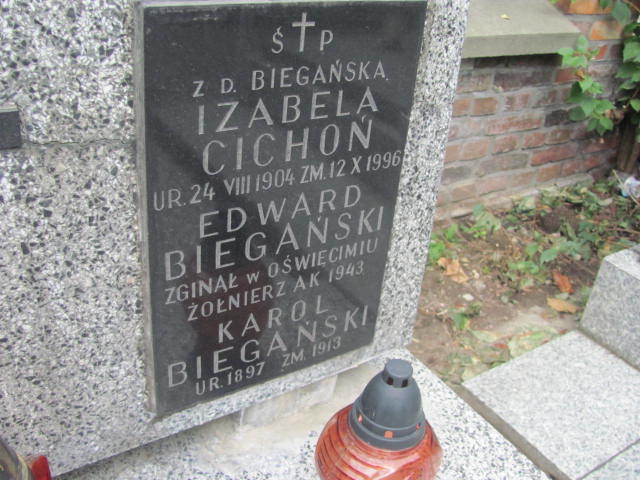 Ś † P
Z D. BIEGAŃSKA
IZABELA
CICHOŃ
UR. 24 VIII 1904 ZM. 12 X 1996
EDWARD
BIEGAŃSKI
ZGINĄŁ W OŚWIĘCIMIU
ŻOŁNIERZ AK 1943
KAROL
BIEGAŃSKI
UR. 1897 ZM. 1913